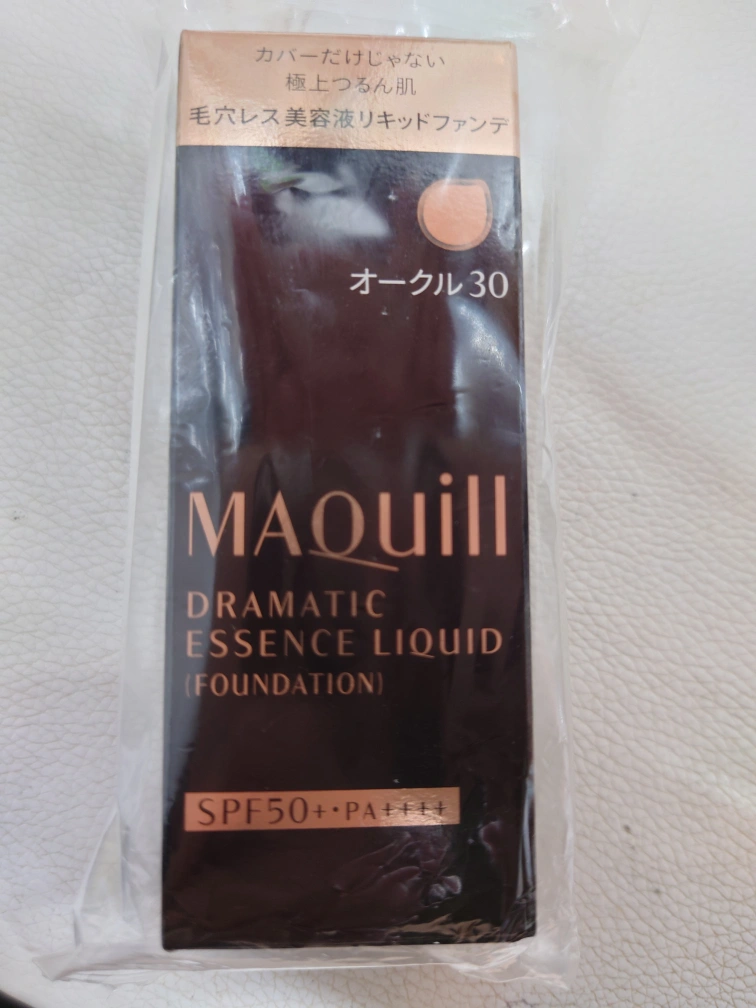 カバーだけじゃない
極上つるん肌
毛穴レス美容液リキッドファンデ
オークル30
MAQuill
DRAMATIC
ESSENCE LIQUID
(FOUNDATION)
SPF50+・PA++++